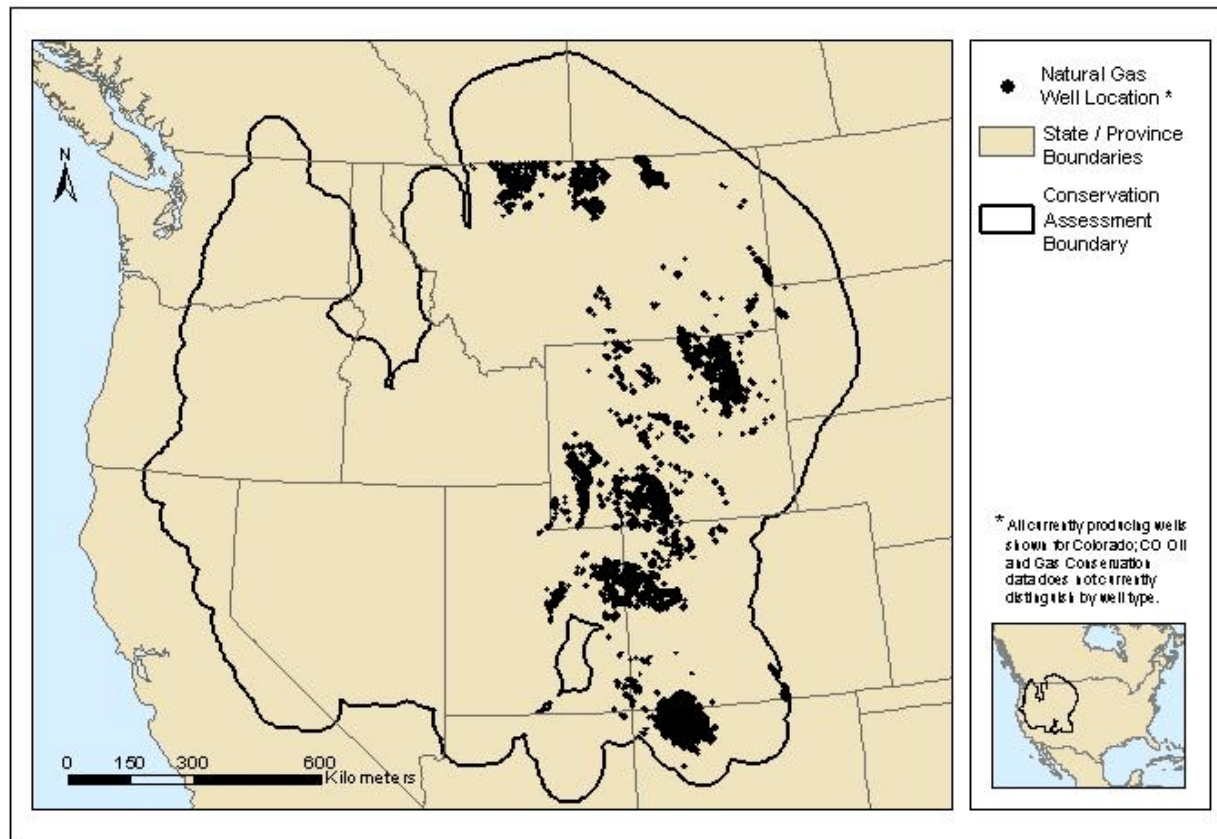 N
0 150 300 600
Kilometers
Natural Gas
Well Location *
State / Province
Boundaries
Conservation
Assessment
Boundary
* All currently producing wells
shown for Colorado; CO Oil
and Gas Conservation
data does not currently
distinguish by well type.